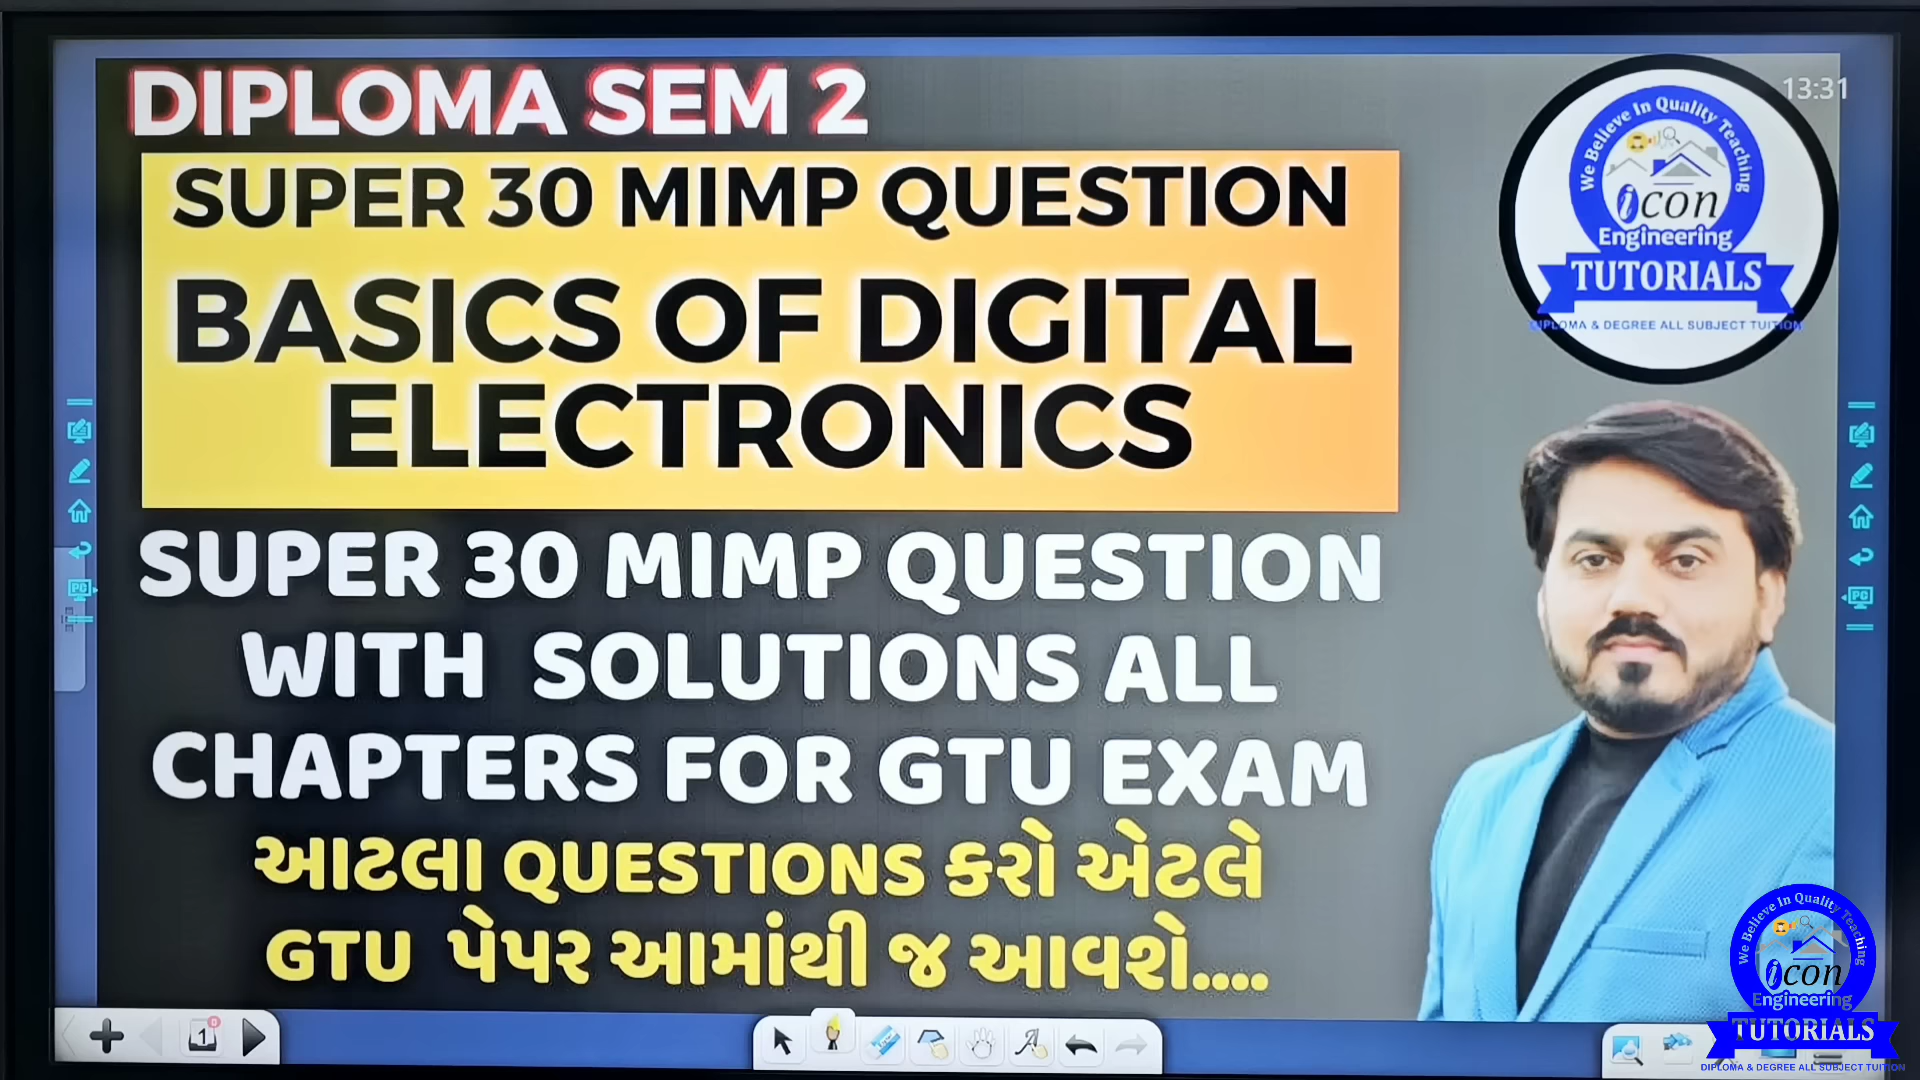 DIPLOMA SEM 2
SUPER 30 MIMP QUESTION
BASICS OF DIGITAL
ELECTRONICS
SUPER 30 MIMP QUESTION
WITH SOLUTIONS ALL
CHAPTERS FOR GTU EXAM
આટલા QUESTIONS કરો એટલે
GTU પેપર આમાંથી જ આવશે....
13:31
We Believe In Quality Teaching
icon
Engineering
TUTORIALS
DIPLOMA & DEGREE ALL SUBJECT TUITION
PC
PC
1
0
We Believe In Quality Teaching
icon
Engineering
TUTORIALS
DIPLOMA & DEGREE ALL SUBJECT TUITION